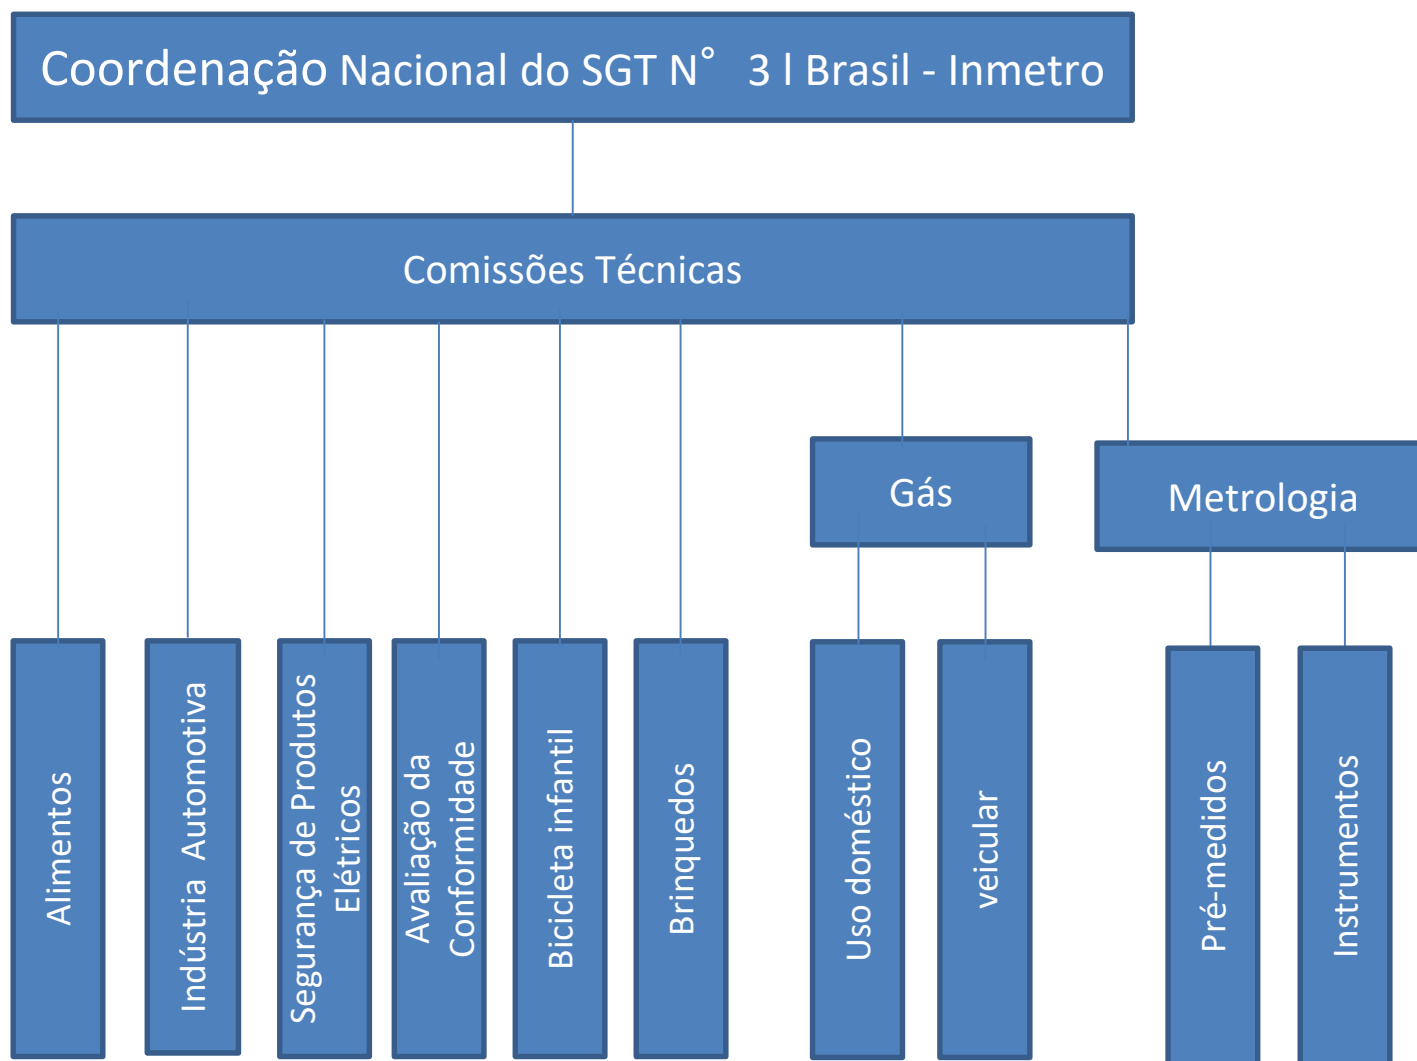 Coordenação Nacional do SGT N° 3 l Brasil - Inmetro
Comissões Técnicas
Gás
Metrologia
Alimentos
Indústria Automotiva
Segurança de Produtos
Elétricos
Avaliação da
Conformidade
Bicicleta infantil
Brinquedos
Uso doméstico
veicular
Pré-medidos
Instrumentos